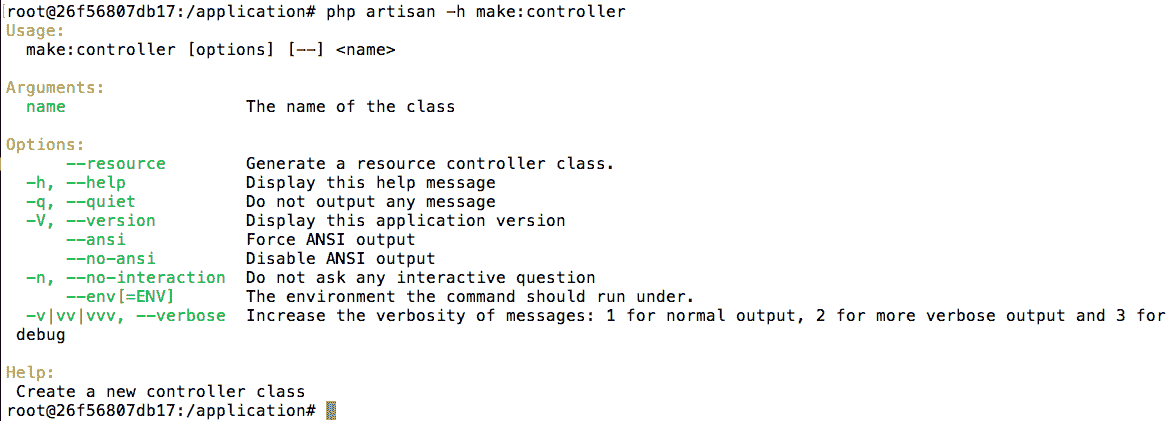 root@26f56807db17:/application# php artisan -h make:controller
Usage:
  make:controller [options] [--] <name>

Arguments:
  name                  The name of the class

Options:
      --resource        Generate a resource controller class.
  -h, --help            Display this help message
  -q, --quiet           Do not output any message
  -V, --version         Display this application version
      --ansi            Force ANSI output
      --no-ansi         Disable ANSI output
  -n, --no-interaction  Do not ask any interactive question
      --env[=ENV]       The environment the command should run under.
  -v|vv|vvv, --verbose  Increase the verbosity of messages: 1 for normal output, 2 for more verbose output and 3 for
 debug

Help:
 Create a new controller class
root@26f56807db17:/application#